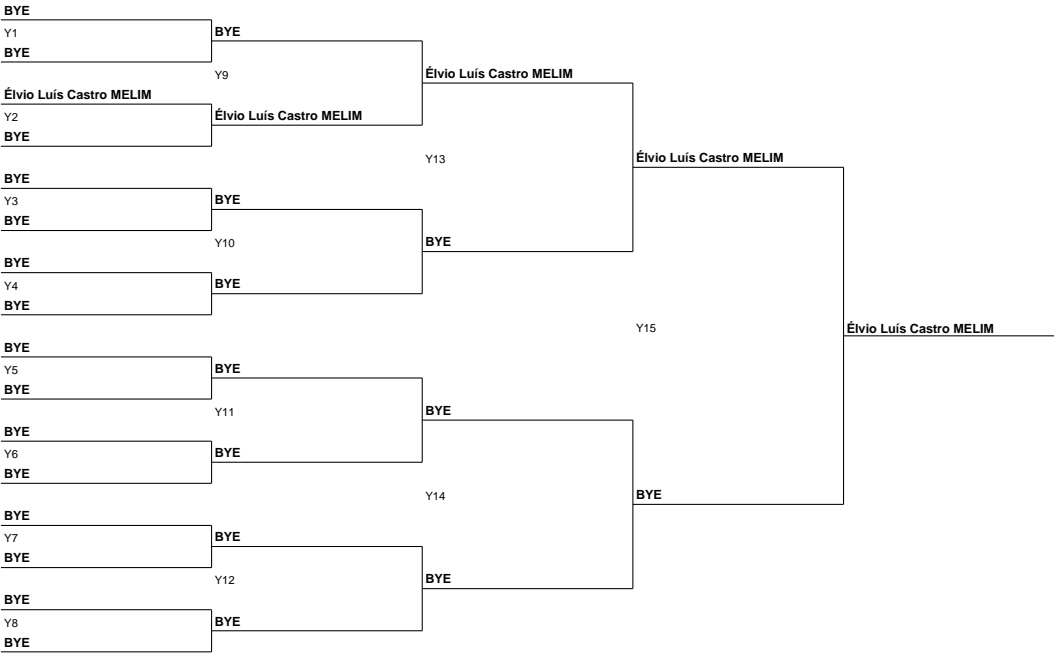 BYE
Y1
BYE
BYE
Y9
Élvio Luís Castro MELIM
Élvio Luís Castro MELIM
Y2
Élvio Luís Castro MELIM
BYE
Y13
Élvio Luís Castro MELIM
BYE
Y3
BYE
BYE
Y10
BYE
BYE
Y4
BYE
BYE
Y15
Élvio Luís Castro MELIM
BYE
Y5
BYE
BYE
Y11
BYE
BYE
Y6
BYE
BYE
Y14
BYE
BYE
Y7
BYE
BYE
Y12
BYE
BYE
Y8
BYE
BYE